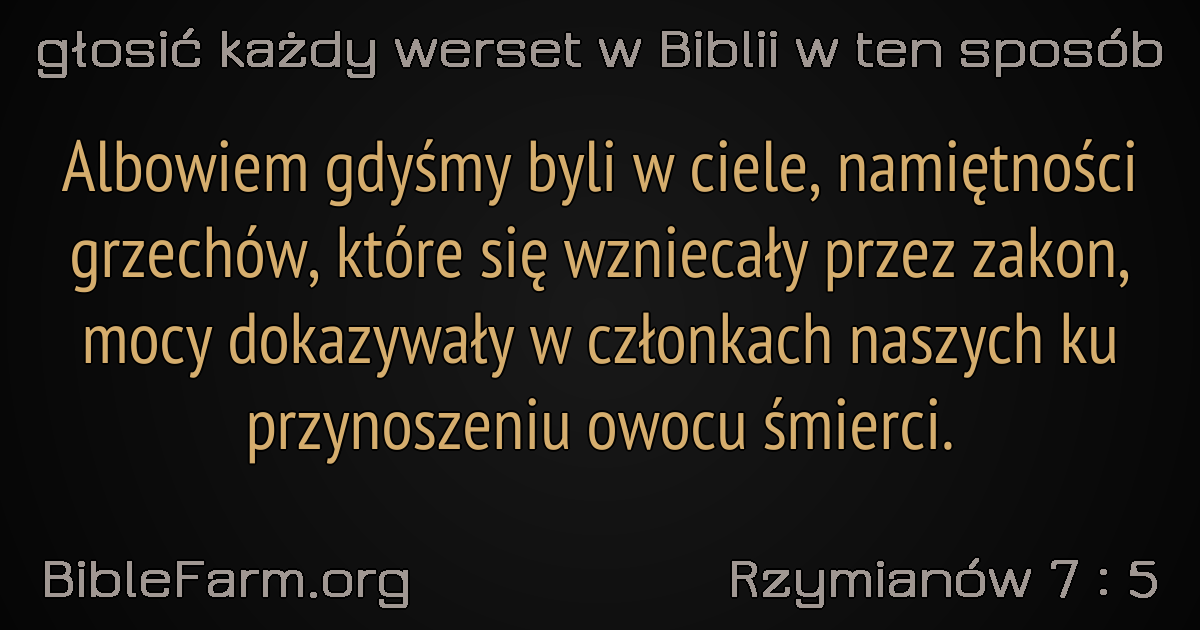 głosić każdy werset w Biblii w ten sposób
Albowiem gdyśmy byli w ciele, namiętności
grzechów, które się wzniecały przez zakon,
mocy dokazywały w członkach naszych ku
przynoszeniu owocu śmierci.
BibleFarm.org
Rzymianów 7 : 5